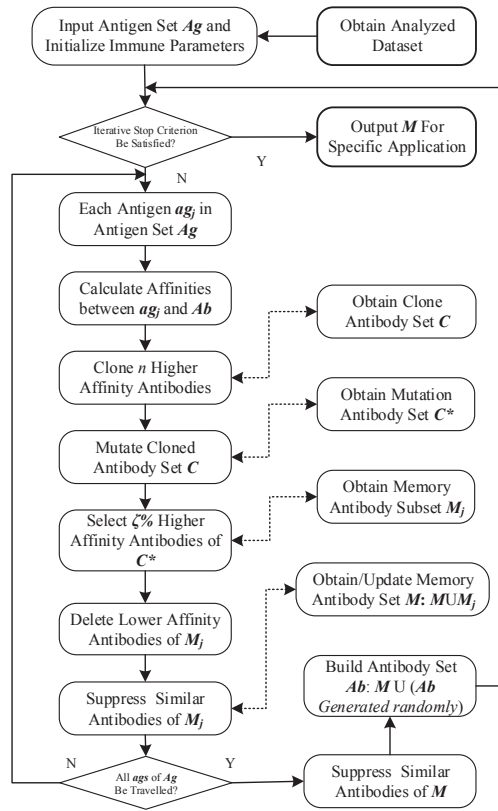 Input Antigen Set Ag and
Initialize Immune Parameters
Obtain Analyzed
Dataset
Iterative Stop Criterion
Be Satisfied?
Y
N
Output M For
Specific Application
Each Antigen agj in
Antigen Set Ag
Calculate Affinities
between agj and Ab
Obtain Clone
Antibody Set C
Clone n Higher
Affinity Antibodies
Obtain Mutation
Antibody Set C*
Mutate Cloned
Antibody Set C
Obtain Memory
Antibody Subset Mj
Select ζ% Higher
Affinity Antibodies of
C*
Obtain/Update Memory
Antibody Set M: MUMj
Delete Lower Affinity
Antibodies of Mj
Build Antibody Set
Ab: M U (Ab
Generated randomly)
Suppress Similar
Antibodies of Mj
N
Y
All ags of Ag
Be Travelled?
Suppress Similar
Antibodies of M